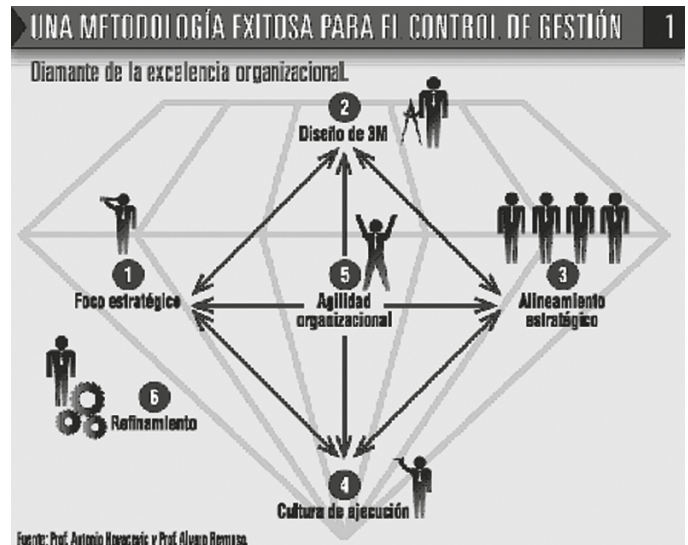 UNA METODOLOGÍA EXITOSA PARA EL CONTROL DE GESTIÓN 1
Diamante de la excelencia organizacional.
2
Diseño de 3M
1
Foco estratégico
5
Agilidad
organizacional
3
Alineamiento
estratégico
6
Refinamiento
4
Cultura de ejecución
Fuente: Prof. Antonio Kovacevic y Prof. Alvaro